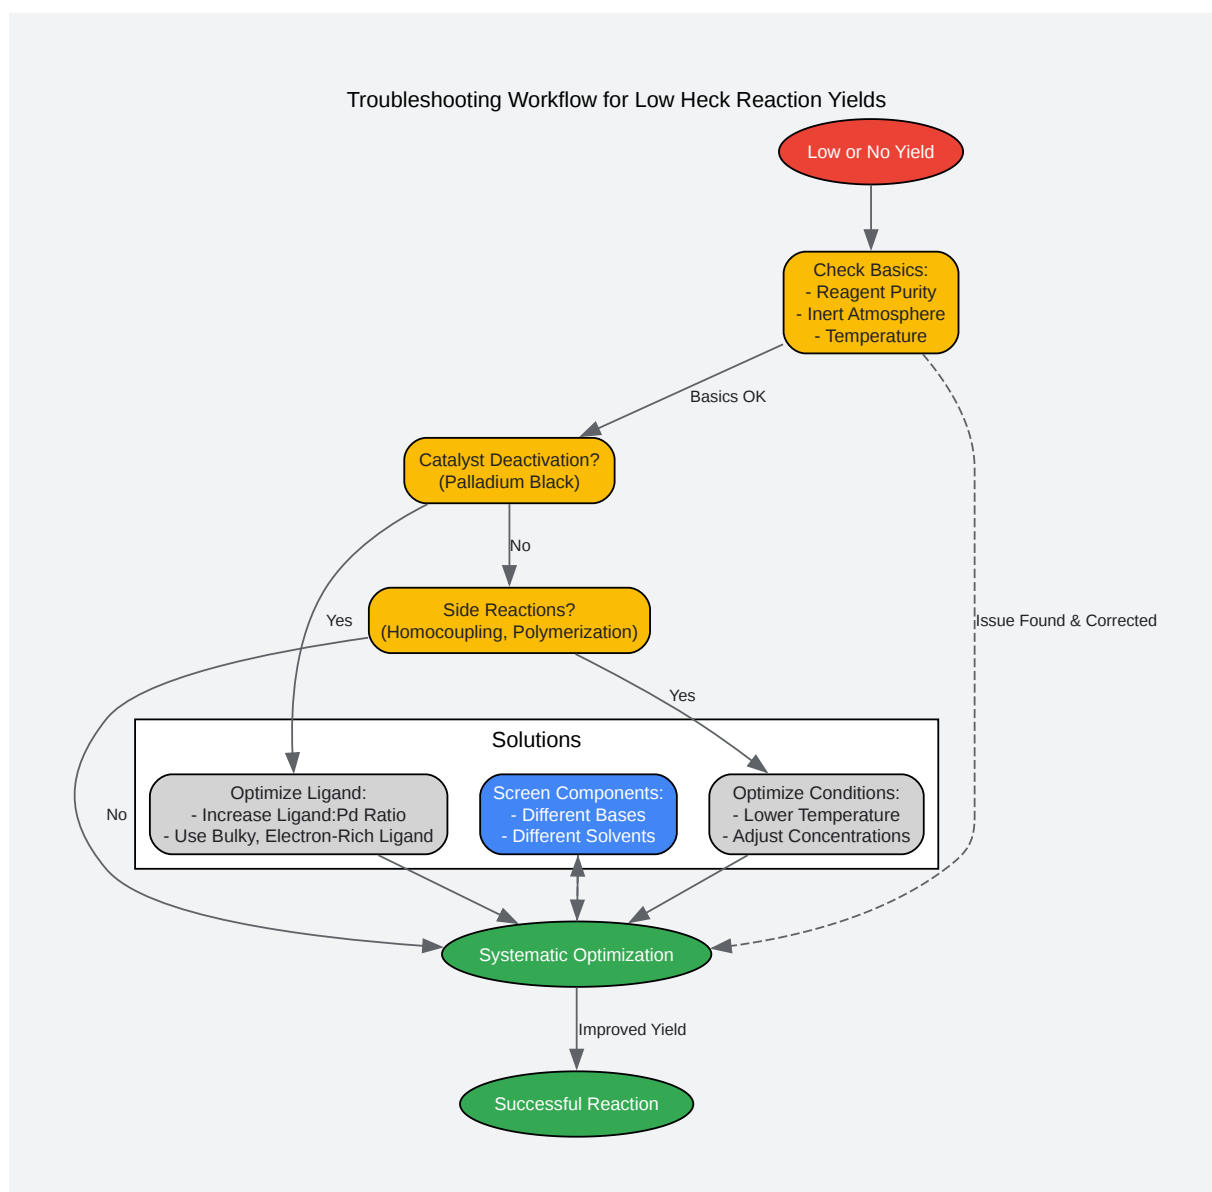 Troubleshooting Workflow for Low Heck Reaction Yields
Low or No Yield
Check Basics:
- Reagent Purity
- Inert Atmosphere
- Temperature
Basics OK
Catalyst Deactivation?
(Palladium Black)
No
Side Reactions?
(Homocoupling, Polymerization)
Yes
Issue Found & Corrected
Yes
Solutions
Optimize Ligand:
- Increase Ligand:Pd Ratio
- Use Bulky, Electron-Rich Ligand
Screen Components:
- Different Bases
- Different Solvents
Optimize Conditions:
- Lower Temperature
- Adjust Concentrations
No
Systematic Optimization
Improved Yield
Successful Reaction